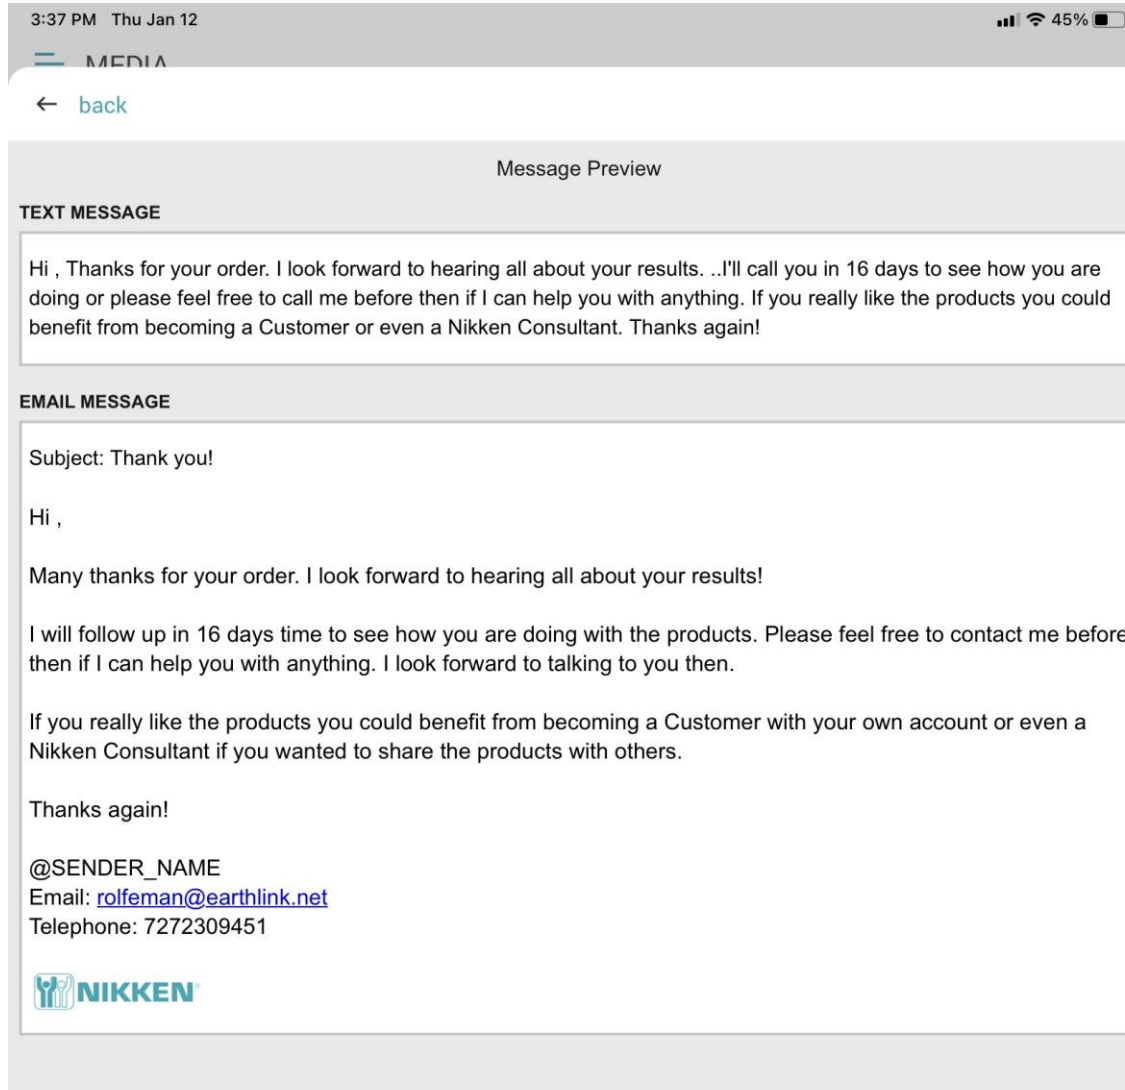 3:37 PM Thu Jan 12
45%
MEDIA
← back
Message Preview
TEXT MESSAGE
Hi , Thanks for your order. I look forward to hearing all about your results. ..I'll call you in 16 days to see how you are
doing or please feel free to call me before then if I can help you with anything. If you really like the products you could
benefit from becoming a Customer or even a Nikken Consultant. Thanks again!
EMAIL MESSAGE
Subject: Thank you!
Hi ,
Many thanks for your order. I look forward to hearing all about your results!
I will follow up in 16 days time to see how you are doing with the products. Please feel free to contact me before
then if I can help you with anything. I look forward to talking to you then.
If you really like the products you could benefit from becoming a Customer with your own account or even a
Nikken Consultant if you wanted to share the products with others.
Thanks again!
@SENDER_NAME
Email: rolfeman@earthlink.net
Telephone: 7272309451
NIKKEN®